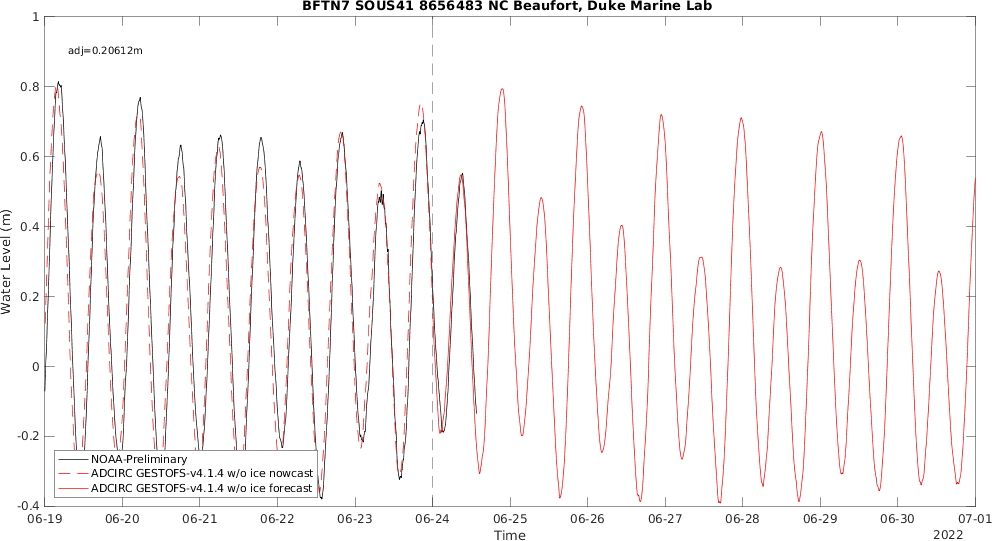 BFTN7 SOUS41 8656483 NC Beaufort, Duke Marine Lab
1
adj=0.20612m
0.8
0.6
0.4
0.2
0
-0.2
-0.4
Water Level (m)
NOAA-Preliminary
ADCIRC GESTOFS-v4.1.4 w/o ice nowcast
ADCIRC GESTOFS-v4.1.4 w/o ice forecast
06-19 06-20 06-21 06-22 06-23 06-24 06-25 06-26 06-27 06-28 06-29 06-30 07-01
Time
2022